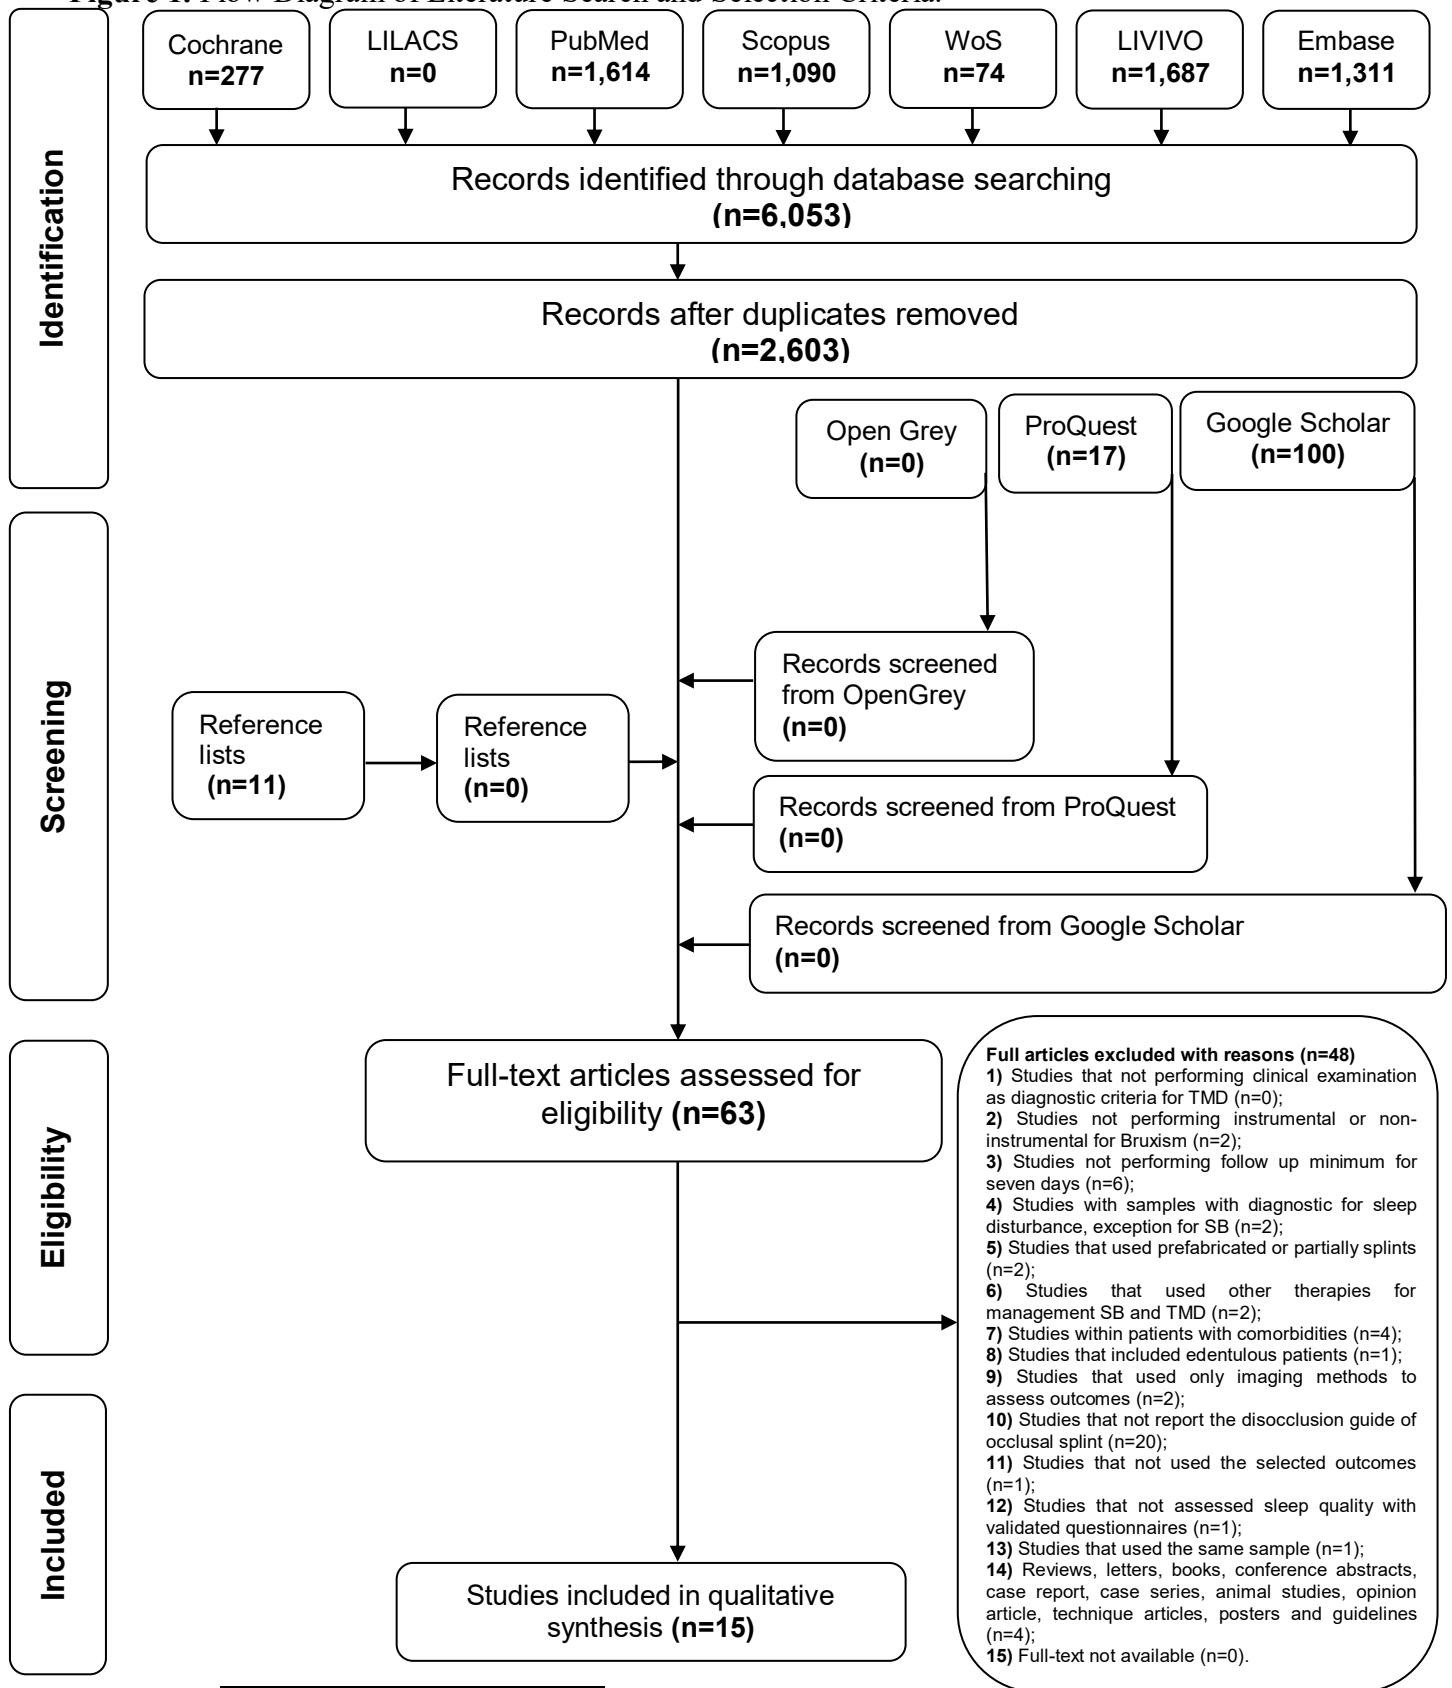 Figure 1. Flow Diagram of Literature Search and Selection Criteria.
Cochrane
n=277
LILACS
n=0
PubMed
n=1,614
Scopus
n=1,090
WoS
n=74
LIVIVO
n=1,687
Embase
n=1,311
Identification
Records identified through database searching
(n=6,053)
Records after duplicates removed
(n=2,603)
Open Grey
(n=0)
ProQuest
(n=17)
Google Scholar
(n=100)
Screening
Records screened
from OpenGrey
(n=0)
Reference
lists
(n=11)
Reference
lists
(n=0)
Records screened from ProQuest
(n=0)
Records screened from Google Scholar
(n=0)
Eligibility
Full-text articles assessed for
eligibility (n=63)
Full articles excluded with reasons (n=48)
1) Studies that not performing clinical examination
as diagnostic criteria for TMD (n=0);
2) Studies not performing instrumental or non-
instrumental for Bruxism (n=2);
3) Studies not performing follow up minimum for
seven days (n=6);
4) Studies with samples with diagnostic for sleep
disturbance, exception for SB (n=2);
5) Studies that used prefabricated or partially splints
(n=2);
6) Studies that used other therapies for
management SB and TMD (n=2);
7) Studies within patients with comorbidities (n=4);
8) Studies that included edentulous patients (n=1);
9) Studies that used only imaging methods to
assess outcomes (n=2);
10) Studies that not report the disocclusion guide of
occlusal splint (n=20);
11) Studies that not used the selected outcomes
(n=1);
12) Studies that not assessed sleep quality with
validated questionnaires (n=1);
13) Studies that used the same sample (n=1);
14) Reviews, letters, books, conference abstracts,
case report, case series, animal studies, opinion
article, technique articles, posters and guidelines
(n=4);
15) Full-text not available (n=0).
Included
Studies included in qualitative
synthesis (n=15)